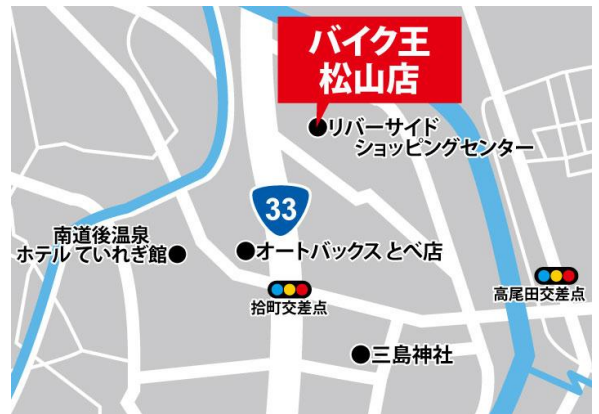 バイク王
松山店
●リバーサイド
ショッピングセンター
33
南道後温泉
ホテル ていれぎ館●
●オートバックス とべ店
拾町交差点
高尾田交差点
●三島神社